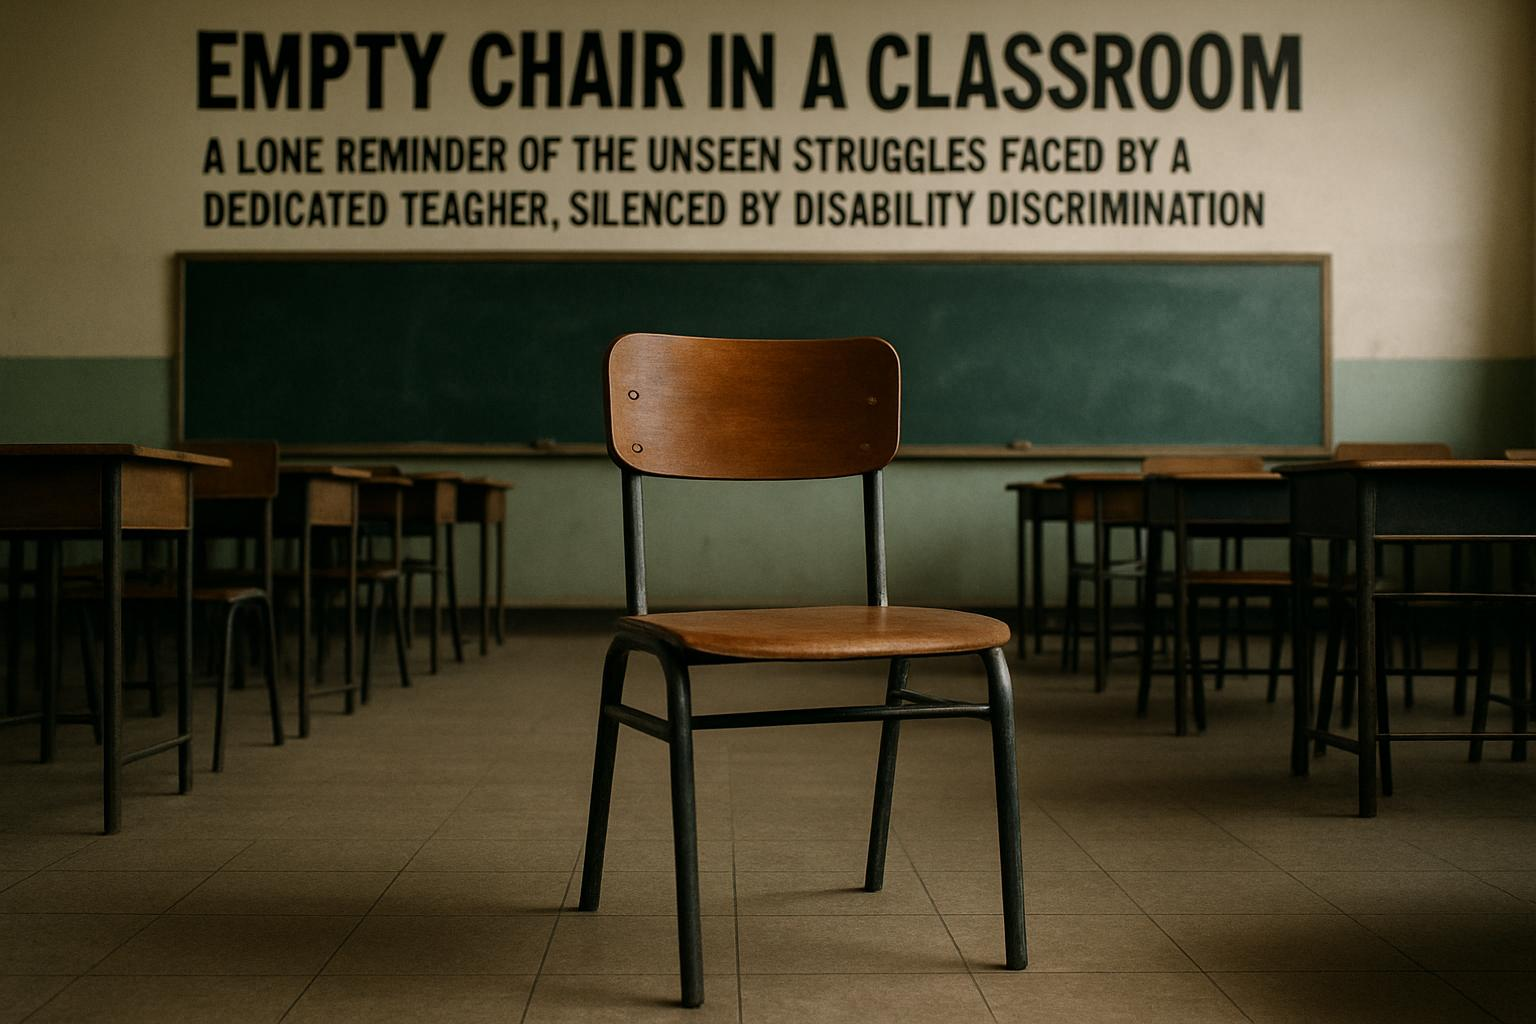 EMPTY CHAIR IN A CLASSROOM
A LONE REMINDER OF THE UNSEEN STRUGGLES FACED BY A
DEDICATED TEAGHER, SILENCED BY DISABILITY DISCRIMINATION